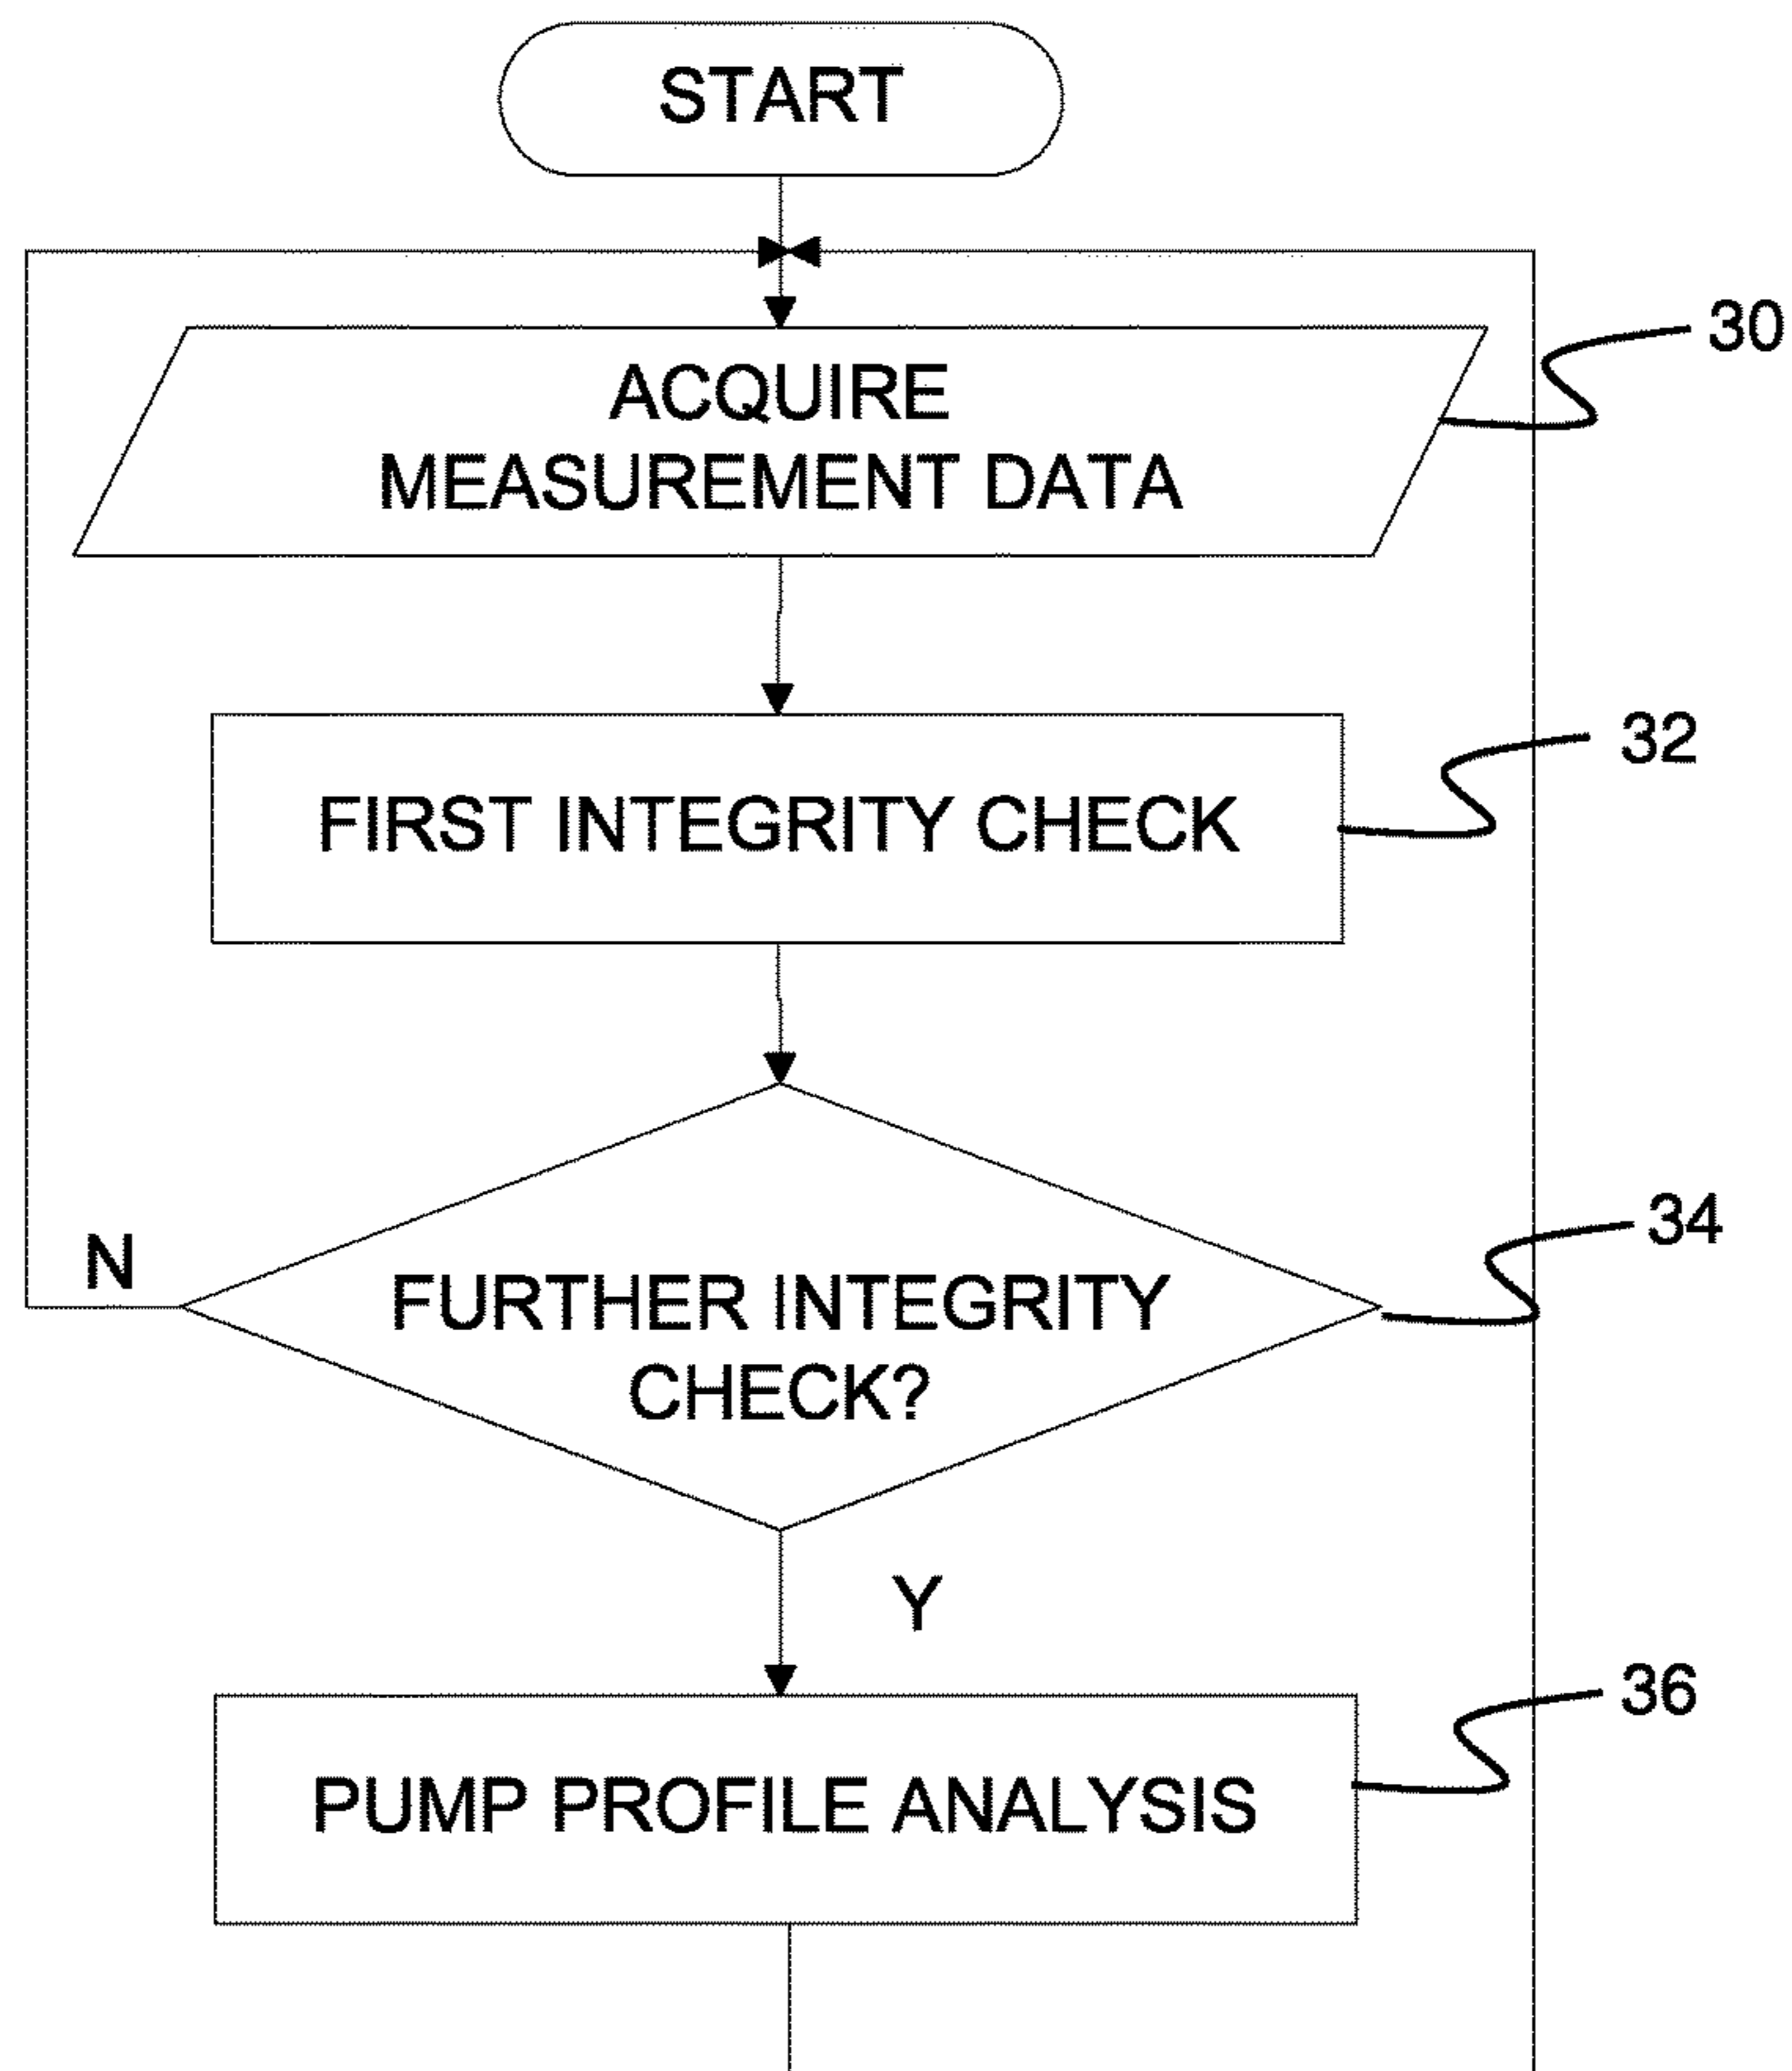 START
ACQUIRE
MEASUREMENT DATA
30
FIRST INTEGRITY CHECK
32
FURTHER INTEGRITY
CHECK?
34
N
Y
PUMP PROFILE ANALYSIS
36